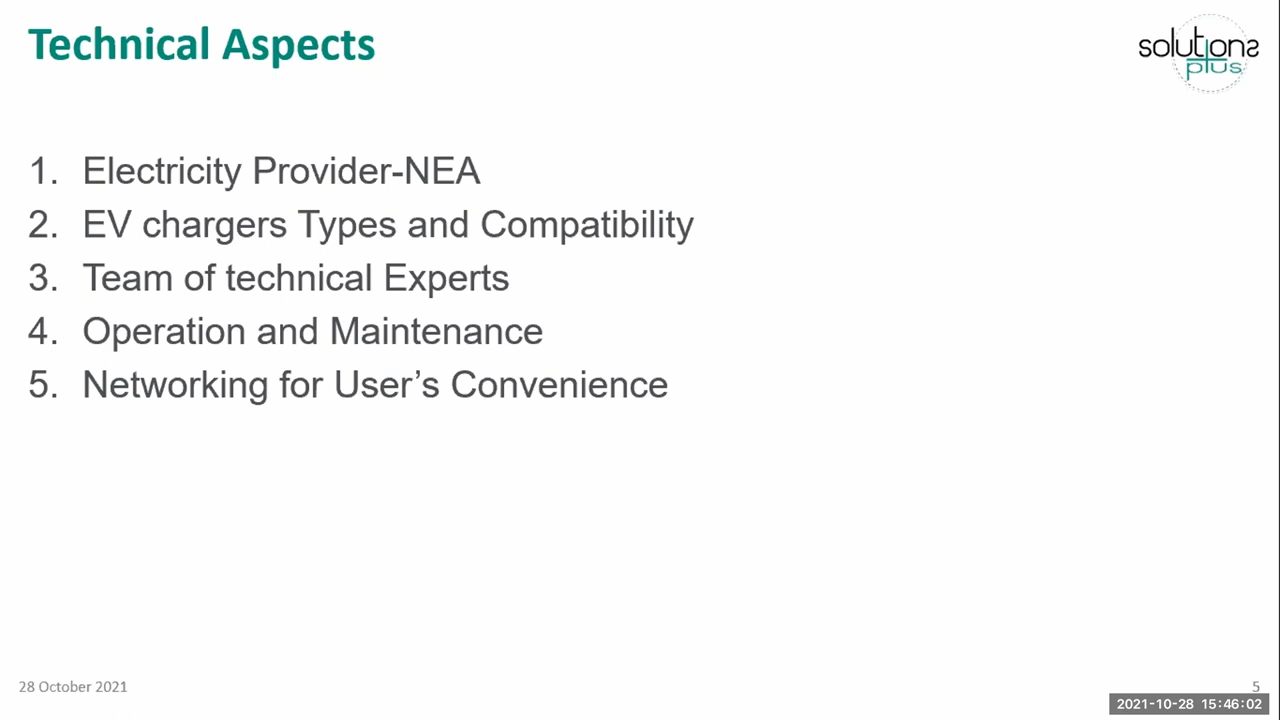 Technical Aspects
solutions
plus
1. Electricity Provider-NEA
2. EV chargers Types and Compatibility
3. Team of technical Experts
4. Operation and Maintenance
5. Networking for User’s Convenience
28 October 2021
5
2021-10-28 15:46:02